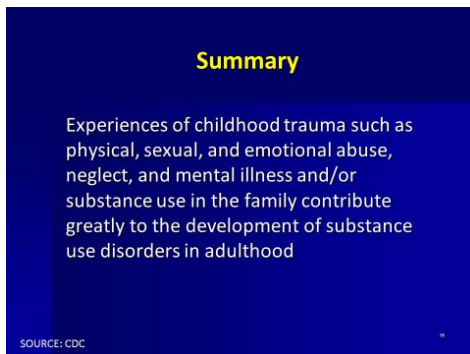 Summary
Experiences of childhood trauma such as
physical, sexual, and emotional abuse,
neglect, and mental illness and/or
substance use in the family contribute
greatly to the development of substance
use disorders in adulthood
SOURCE: CDC